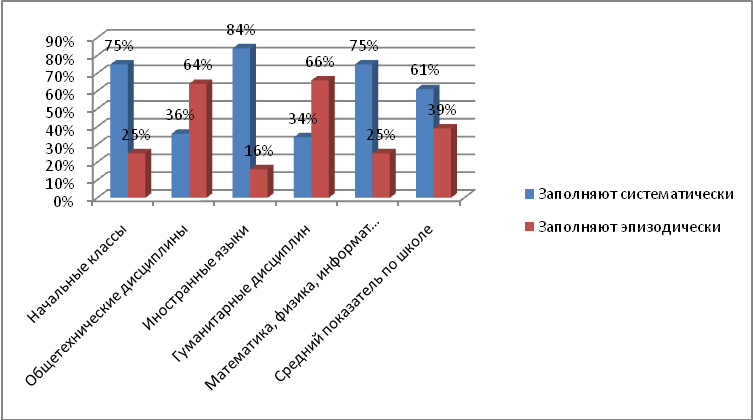 90%
80%
70%
60%
50%
40%
30%
20%
10%
0%
75%
25%
36%
64%
84%
16%
34%
66%
75%
25%
61%
39%
Начальные классы
Общетехнические дисциплины
Иностранные языки
Гуманитарные дисциплин
Математика, физика, информат...
Средний показатель по школе
Заполняют систематически
Заполняют эпизодически